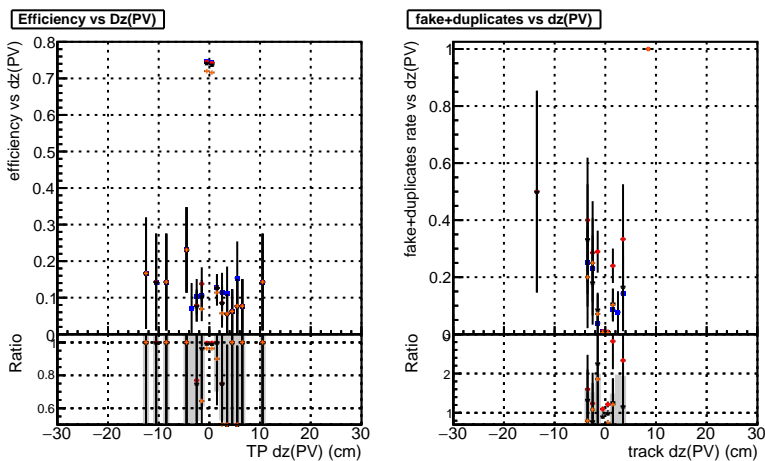 Efficiency vs Dz(PV)
efficiency vs dz(PV)
0.8
0.7
0.6
0.5
0.4
0.3
0.2
0.1
0
Ratio
1
0.8
0.6
−30 −20 −10 0 10 20 30
TP dz(PV) (cm)
fake+duplicates vs dz(PV)
fake+duplicates rate vs dz(PV)
1
0.8
0.6
0.4
0.2
0
Ratio
2
1
−30 −20 −10 0 10 20 30
track dz(PV) (cm)